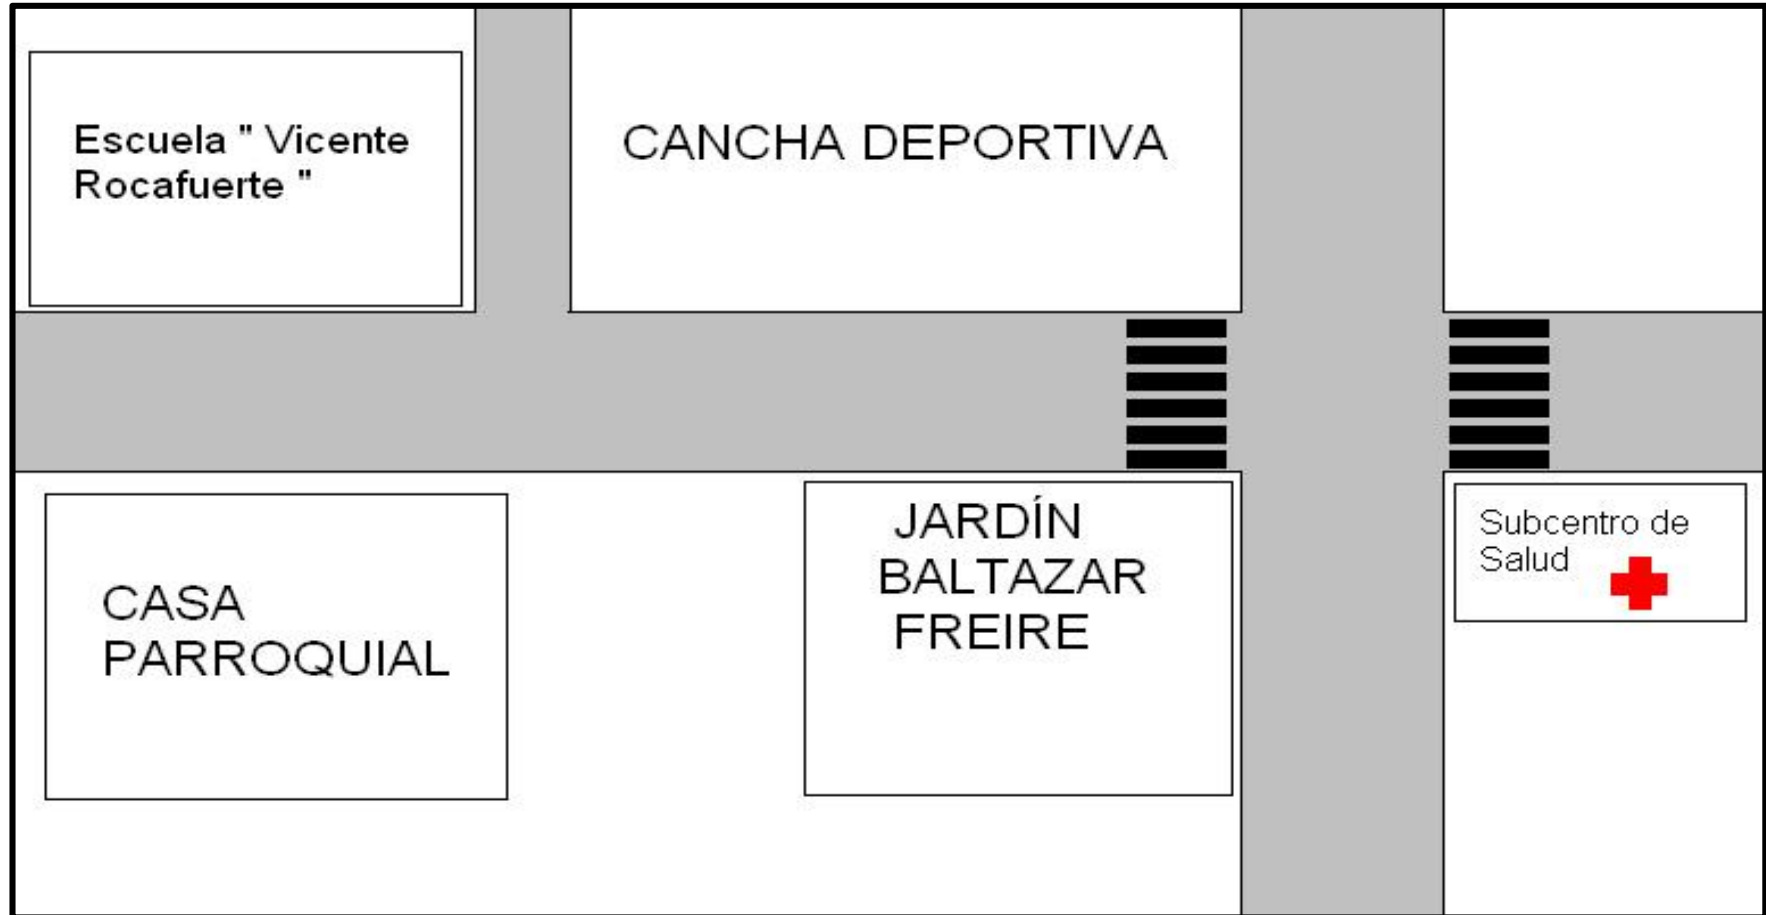 Escuela " Vicente
Rocafuerte "
CANCHA DEPORTIVA
CASA
PARROQUIAL
JARDÍN
BALTAZAR
FREIRE
Subcentro de
Salud